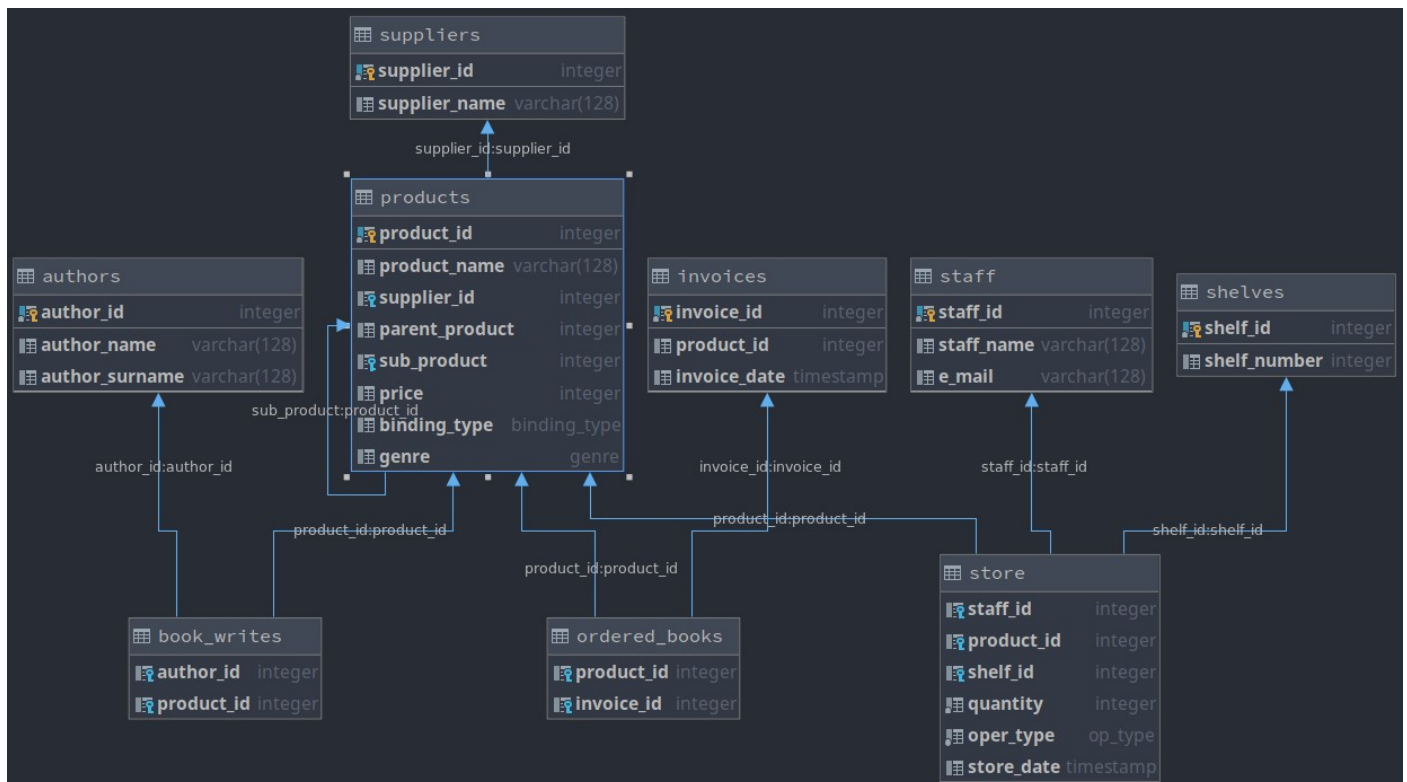 suppliers
supplier_id integer
supplier_name varchar(128)
supplier_id:supplier_id
products
product_id integer
product_name varchar(128)
supplier_id integer
parent_product integer
sub_product integer
price integer
binding_type binding_type
genre genre
sub_product:product_id
authors
author_id integer
author_name varchar(128)
author_surname varchar(128)
invoices
invoice_id integer
product_id integer
invoice_date timestamp
staff
staff_id integer
staff_name varchar(128)
e_mail varchar(128)
shelves
shelf_id integer
shelf_number integer
author_id:author_id
invoice_id:invoice_id
staff_id:staff_id
product_id:product_id
product_id:product_id
shelf_id:shelf_id
product_id:product_id
book_writes
author_id integer
product_id integer
ordered_books
product_id integer
invoice_id integer
store
staff_id integer
product_id integer
shelf_id integer
quantity integer
oper_type op_type
store_date timestamp